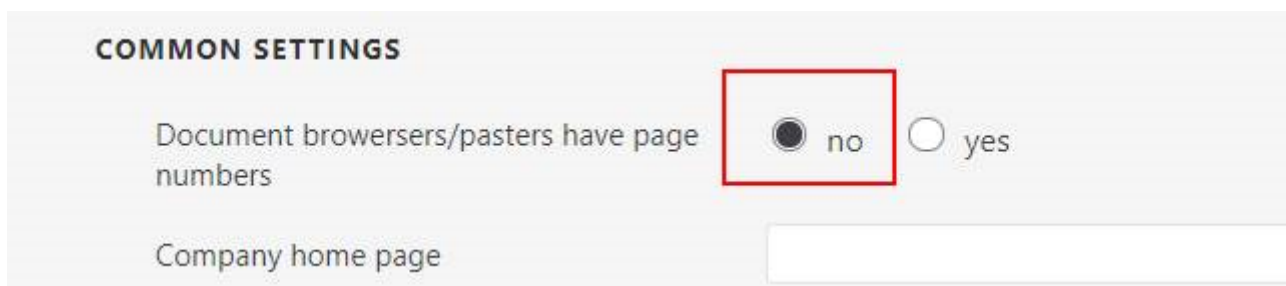 COMMON SETTINGS
Document browersers/pasters have page
numbers
no yes
Company home page